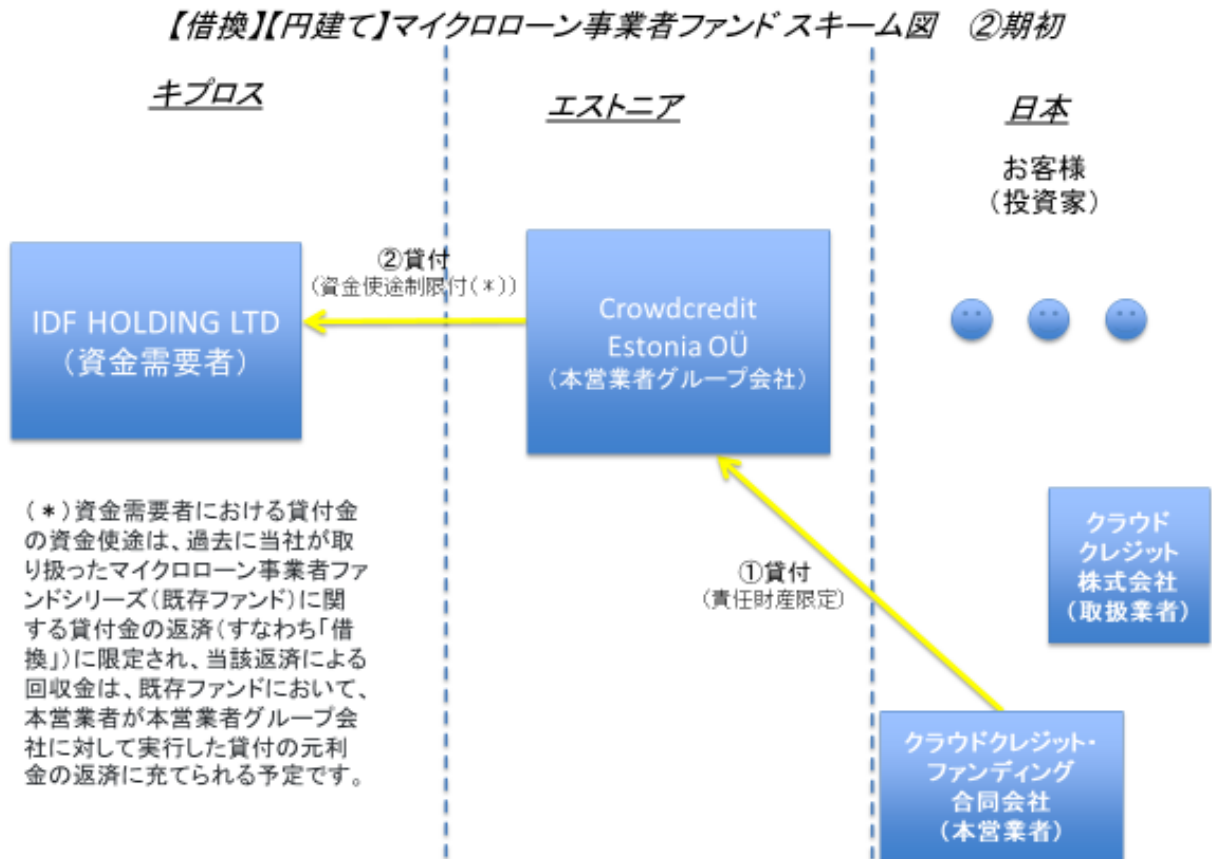 【借換】【円建て】マイクロローン事業者ファンド スキーム図　②期初
キプロス
エストニア
日本
お客様
（投資家）
②貸付
（資金使途制限付(＊)）
IDF HOLDING LTD
（資金需要者）
Crowdcredit
Estonia OÜ
（本営業者グループ会社）
（＊）資金需要者における貸付金
の資金使途は、過去に当社が取
り扱ったマイクロローン事業者ファ
ンドシリーズ（既存ファンド）に関
する貸付金の返済（すなわち「借
換」）に限定され、当該返済による
回収金は、既存ファンドにおいて、
本営業者が本営業者グループ会
社に対して実行した貸付の元利
金の返済に充てられる予定です。
①貸付
（責任財産限定）
クラウド
クレジット
株式会社
（取扱業者）
クラウドクレジット・
ファンディング
合同会社
（本営業者）